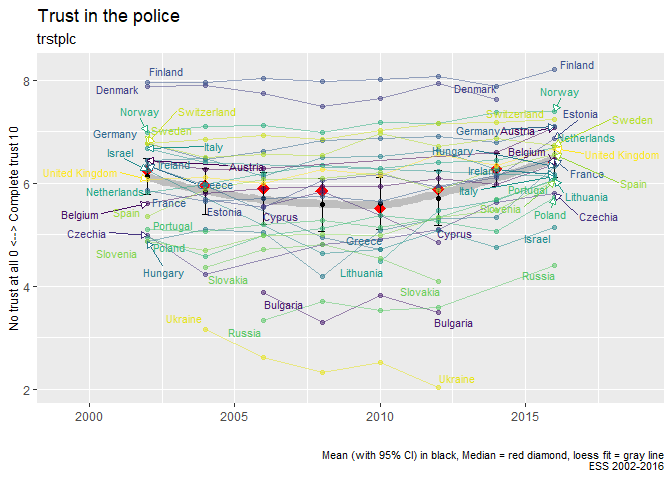 Trust in the police
trstplc
No trust at all 0 <--> Complete trust 10
8
6
4
2
2000
2005
2010
2015
Finland
Denmark
Norway
Switzerland
Germany
Sweden
Israel
Italy
Ireland
United Kingdom
Austria
Greece
Netherlands
France
Belgium
Spain
Estonia
Cyprus
Portugal
Czechia
Poland
Slovenia
Hungary
Slovakia
Ukraine
Russia
Bulgaria
Greece
Lithuania
Slovakia
Bulgaria
Ukraine
Cyprus
Denmark
Switzerland
Germany
Austria
Hungary
Belgium
Ireland
Italy
Portugal
Slovenia
Poland
Israel
Czechia
Russia
Finland
Norway
Estonia
Sweden
Netherlands
United Kingdom
France
Spain
Lithuania
Czechia
Mean (with 95% CI) in black, Median = red diamond, loess fit = gray line
ESS 2002-2016